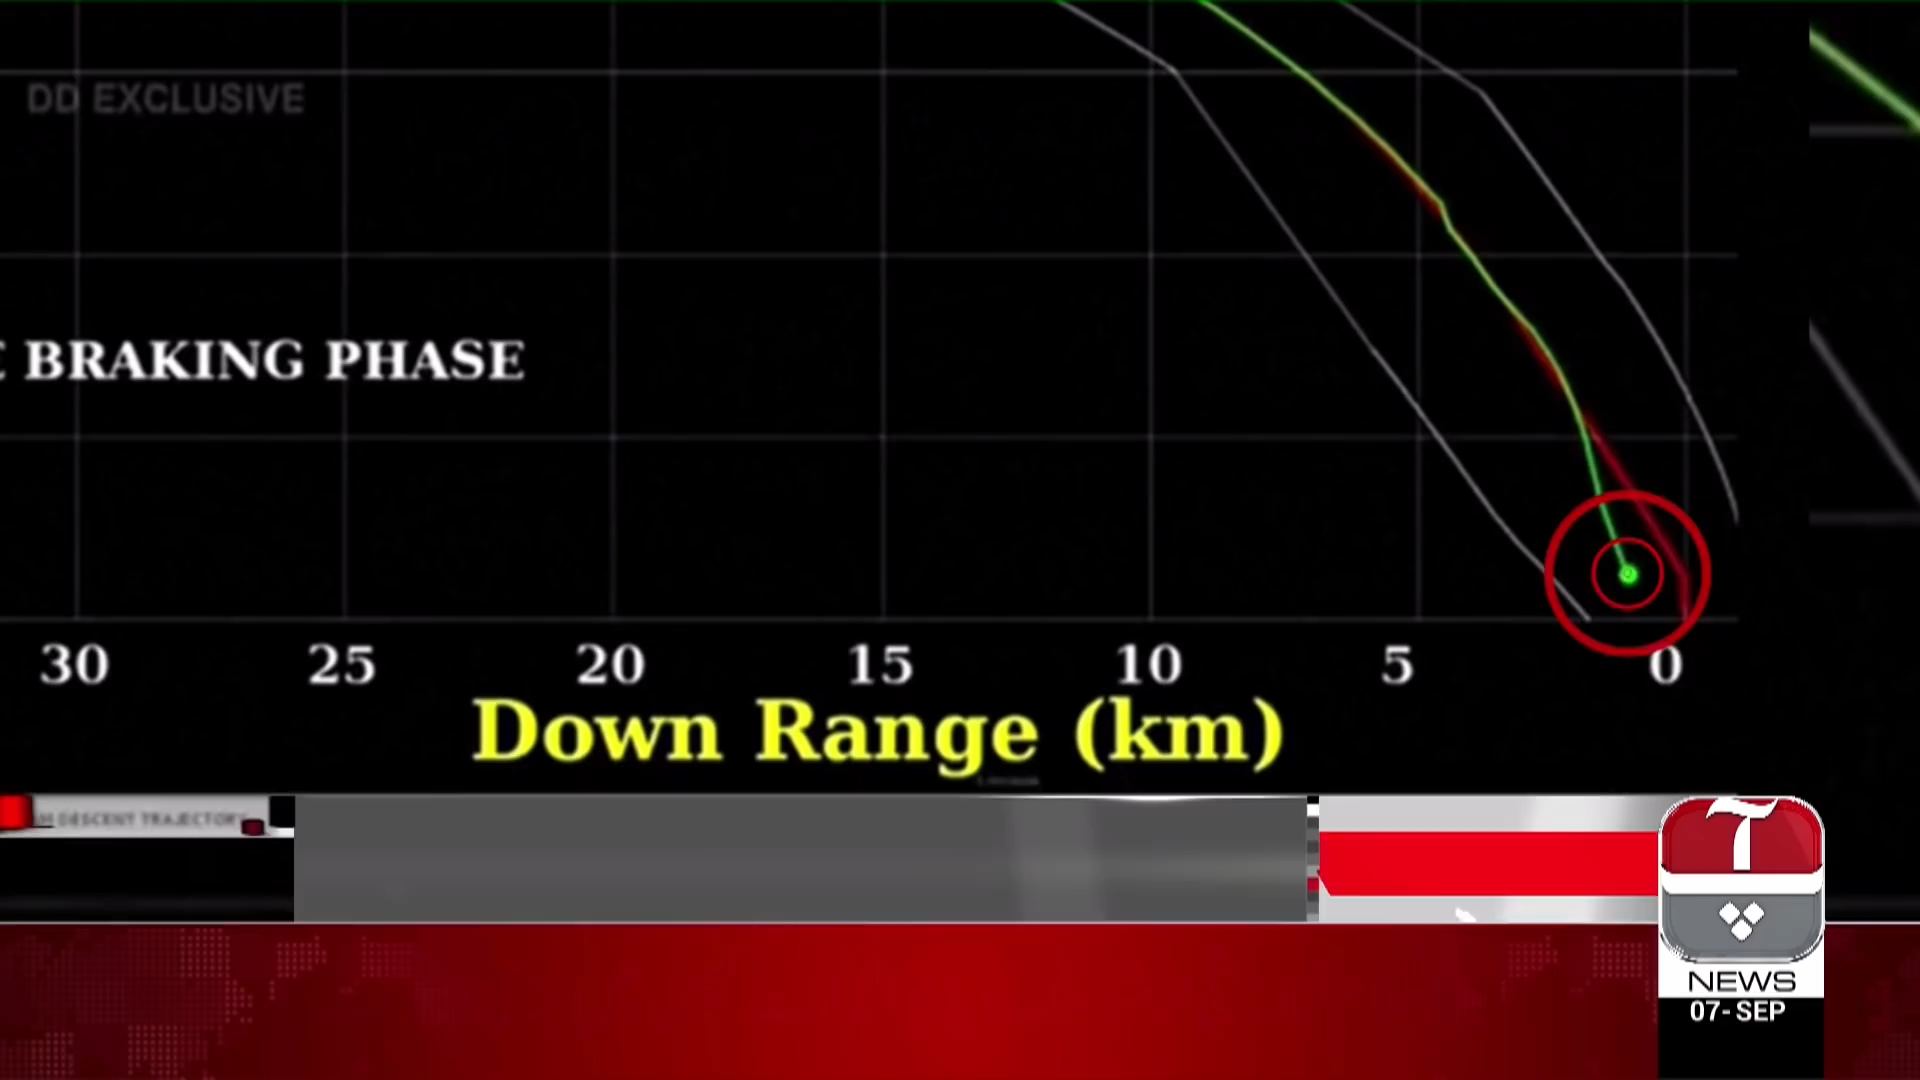 DD EXCLUSIVE
BRAKING PHASE
30 25 20 15 10 5 0
Down Range (km)
DESCENT TRAJECTORY
NEWS
07-SEP